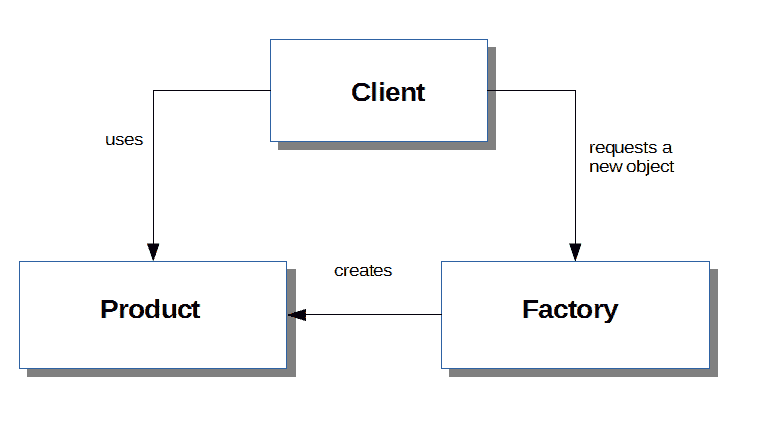 Client
uses
requests a
new object
creates
Product
Factory